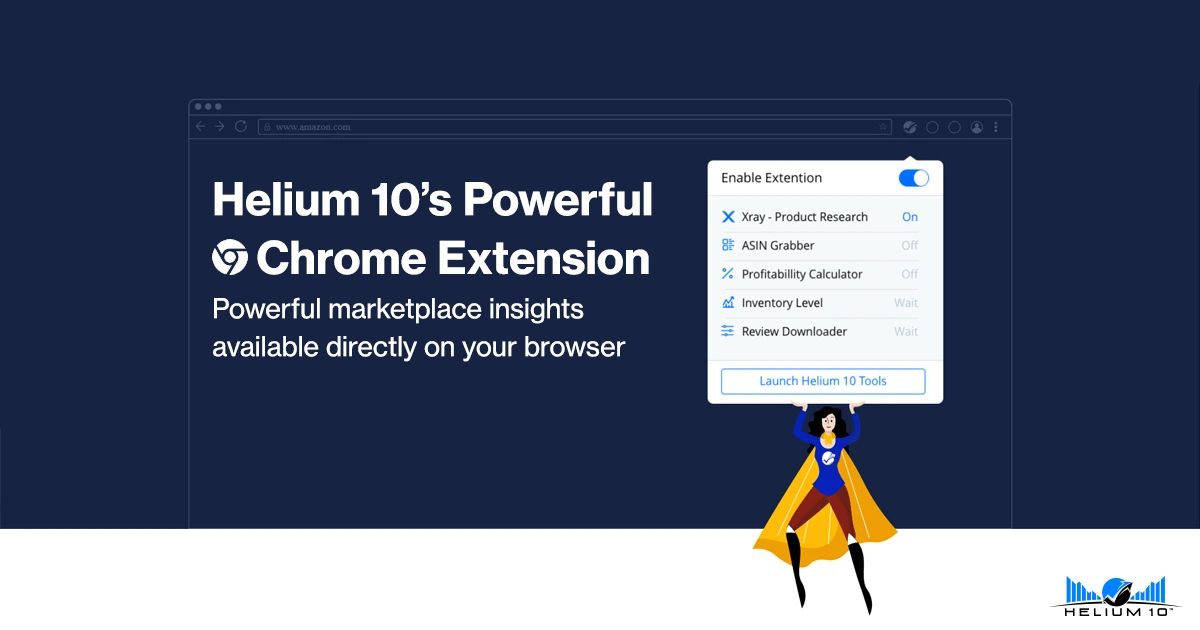 www.amazon.com
Helium 10's Powerful
Chrome Extension
Powerful marketplace insights
available directly on your browser
Enable Extention
Xray - Product Research On
ASIN Grabber Off
Profitabillity Calculator Off
Inventory Level Wait
Review Downloader Wait
Launch Helium 10 Tools
HELIUM 10™